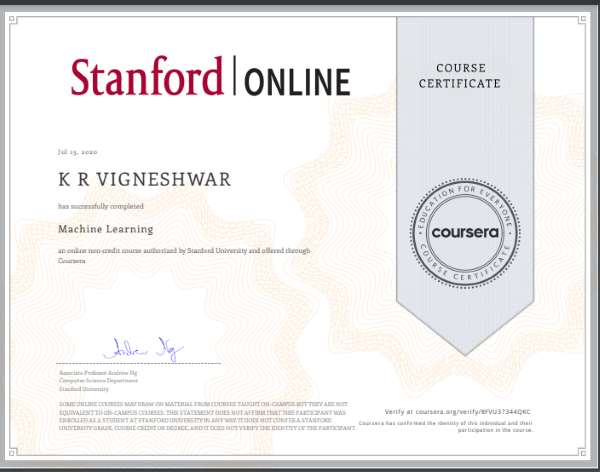 Stanford | ONLINE
COURSE
CERTIFICATE
Jul 13, 2020
K R VIGNESHWAR
has successfully completed
Machine Learning
an online non-credit course authorized by Stanford University and offered through
Coursera
EDUCATION FOR EVERYONE
coursera
COURSE CERTIFICATE
Andrew Ng
Associate Professor Andrew Ng
Computer Science Department
Stanford University
SOME ONLINE COURSES MAY DRAW ON MATERIAL FROM COURSES TAUGHT ON-CAMPUS BUT THEY ARE NOT
EQUIVALENT TO ON-CAMPUS COURSES. THIS STATEMENT DOES NOT AFFIRM THAT THIS PARTICIPANT WAS
ENROLLED AS A STUDENT AT STANFORD UNIVERSITY IN ANY WAY. IT DOES NOT CONFER A STANFORD
UNIVERSITY GRADE, COURSE CREDIT OR DEGREE, AND IT DOES NOT VERIFY THE IDENTITY OF THE PARTICIPANT.
Verify at coursera.org/verify/8FVU37344QKC
Coursera has confirmed the identity of this individual and their
participation in the course.